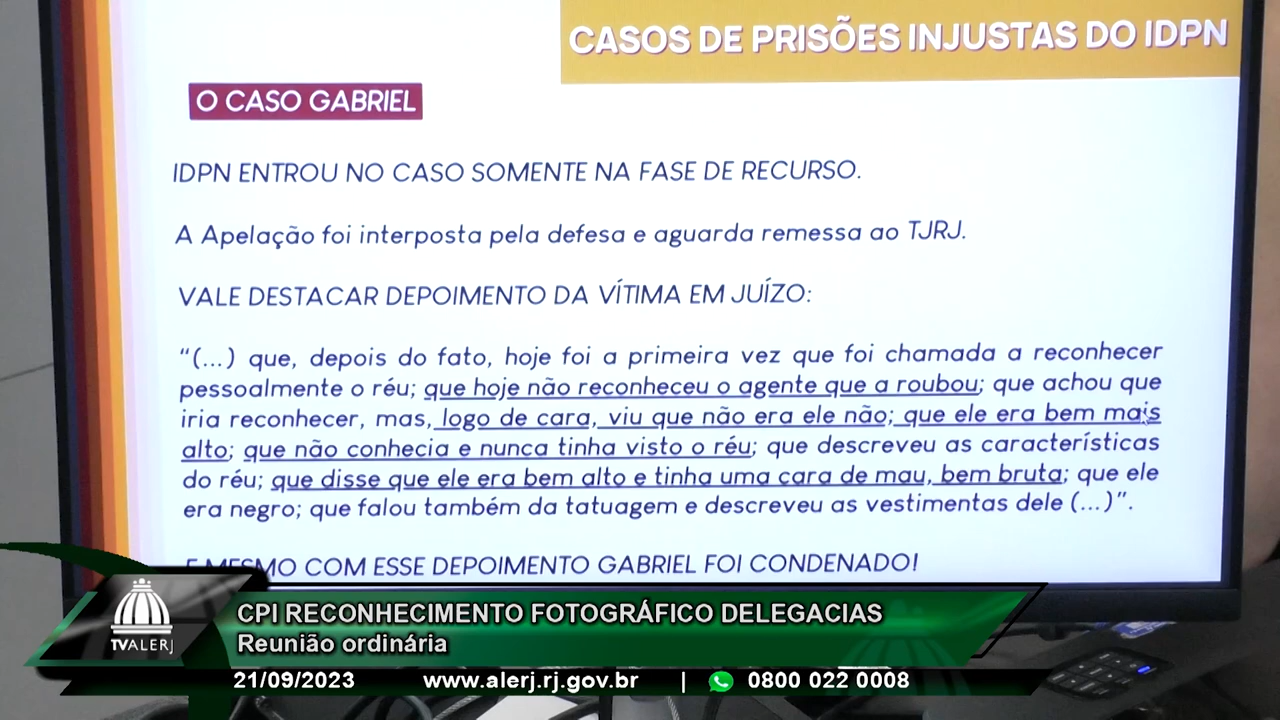 CASOS DE PRISÕES INJUSTAS DO IDPN
O CASO GABRIEL
IDPN ENTROU NO CASO SOMENTE NA FASE DE RECURSO.
A Apelação foi interposta pela defesa e aguarda remessa ao TJRJ.
VALE DESTACAR DEPOIMENTO DA VÍTIMA EM JUÍZO:
“(...) que, depois do fato, hoje foi a primeira vez que foi chamada a reconhecer
pessoalmente o réu; que hoje não reconheceu o agente que a roubou; que achou que
iria reconhecer, mas, logo de cara, viu que não era ele não; que ele era bem mais
alto; que não conhecia e nunca tinha visto o réu; que descreveu as características
do réu; que disse que ele era bem alto e tinha uma cara de mau, bem bruta; que ele
era negro; que falou também da tatuagem e descreveu as vestimentas dele (...)”.
E MESMO COM ESSE DEPOIMENTO GABRIEL FOI CONDENADO!
CPI RECONHECIMENTO FOTOGRÁFICO DELEGACIAS
Reunião ordinária
TVALERJ
21/09/2023 www.alerj.rj.gov.br | 0800 022 0008